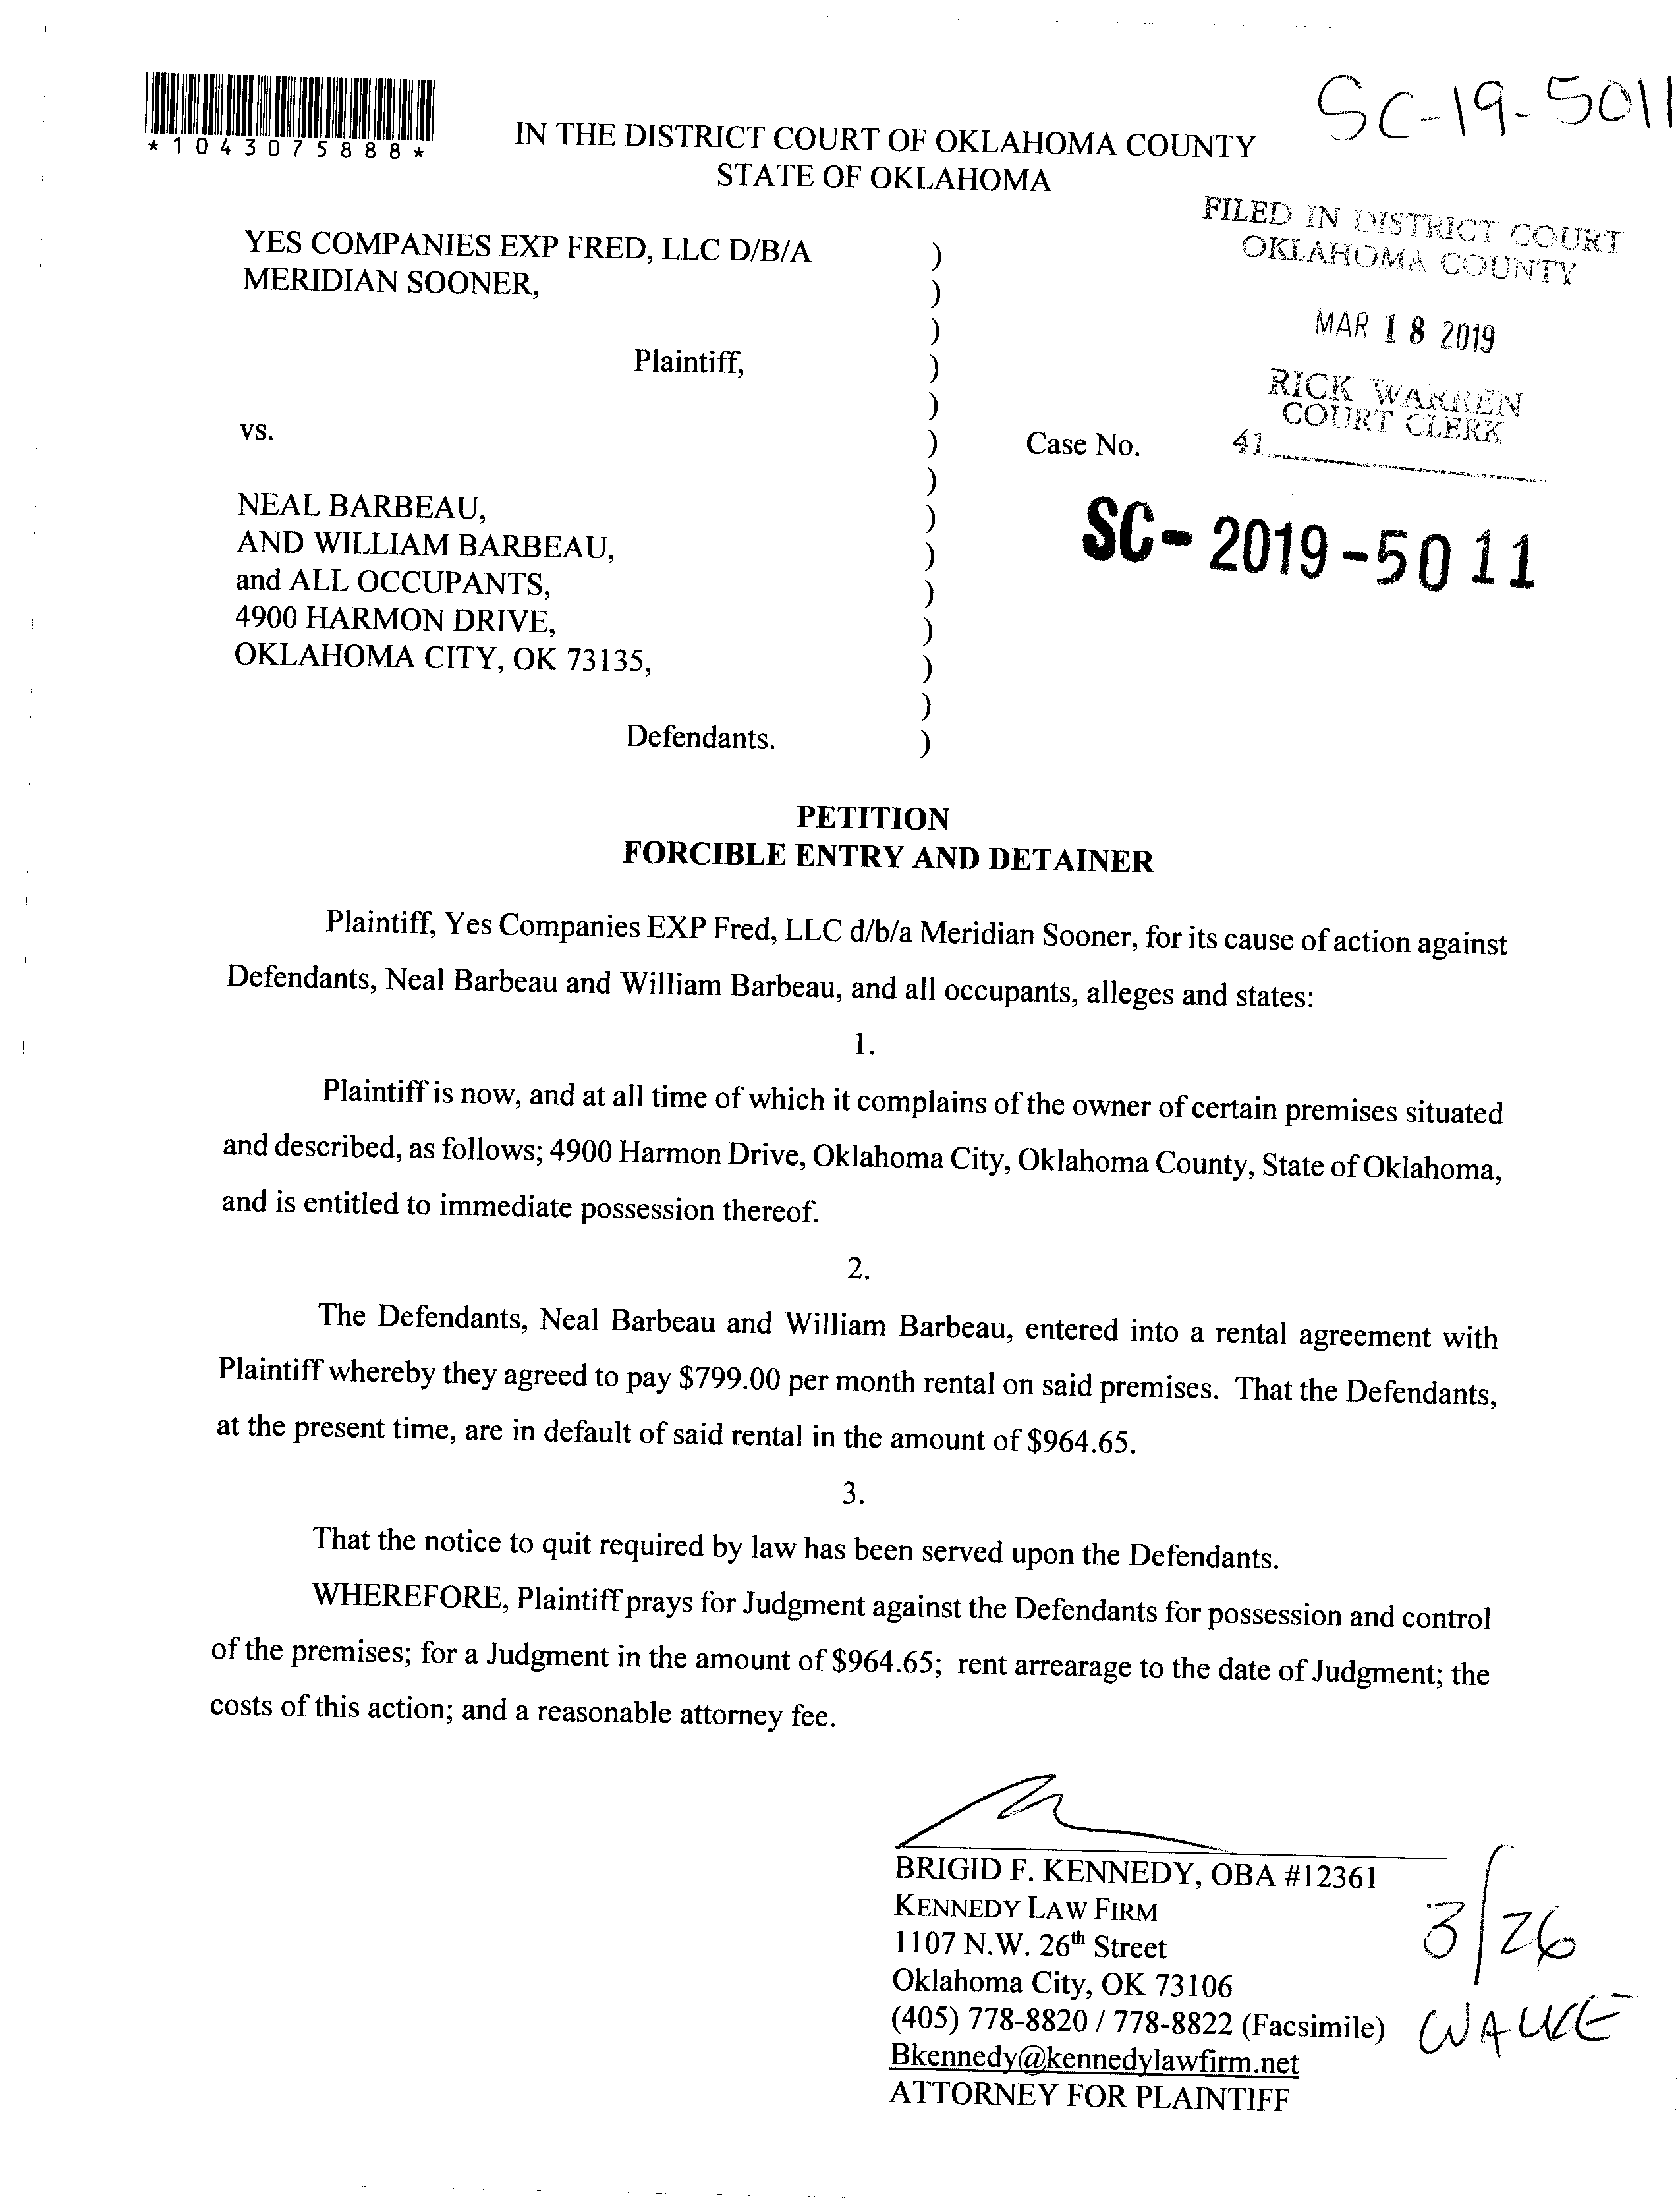 SC-19-5011
*1043075888*
IN THE DISTRICT COURT OF OKLAHOMA COUNTY
STATE OF OKLAHOMA
FILED IN DISTRICT COURT
OKLAHOMA COUNTY
MAR 18 2019
RICK WARREN
COURT CLERK
41
YES COMPANIES EXP FRED, LLC D/B/A )
MERIDIAN SOONER, )
)
Plaintiff, )
)
vs. ) Case No.
)
NEAL BARBEAU, )
AND WILLIAM BARBEAU, )
and ALL OCCUPANTS, )
4900 HARMON DRIVE, )
OKLAHOMA CITY, OK 73135, )
)
Defendants. )
SC-2019-5011
PETITION
FORCIBLE ENTRY AND DETAINER
Plaintiff, Yes Companies EXP Fred, LLC d/b/a Meridian Sooner, for its cause of action against
Defendants, Neal Barbeau and William Barbeau, and all occupants, alleges and states:
1.
Plaintiff is now, and at all time of which it complains of the owner of certain premises situated
and described, as follows; 4900 Harmon Drive, Oklahoma City, Oklahoma County, State of Oklahoma,
and is entitled to immediate possession thereof.
2.
The Defendants, Neal Barbeau and William Barbeau, entered into a rental agreement with
Plaintiff whereby they agreed to pay $799.00 per month rental on said premises. That the Defendants,
at the present time, are in default of said rental in the amount of $964.65.
3.
That the notice to quit required by law has been served upon the Defendants.
WHEREFORE, Plaintiff prays for Judgment against the Defendants for possession and control
of the premises; for a Judgment in the amount of $964.65; rent arrearage to the date of Judgment; the
costs of this action; and a reasonable attorney fee.
BRIGID F. KENNEDY, OBA #12361
KENNEDY LAW FIRM
1107 N.W. 26th Street
Oklahoma City, OK 73106
(405) 778-8820 / 778-8822 (Facsimile)
Bkennedy@kennedylawfirm.net
ATTORNEY FOR PLAINTIFF
3/26